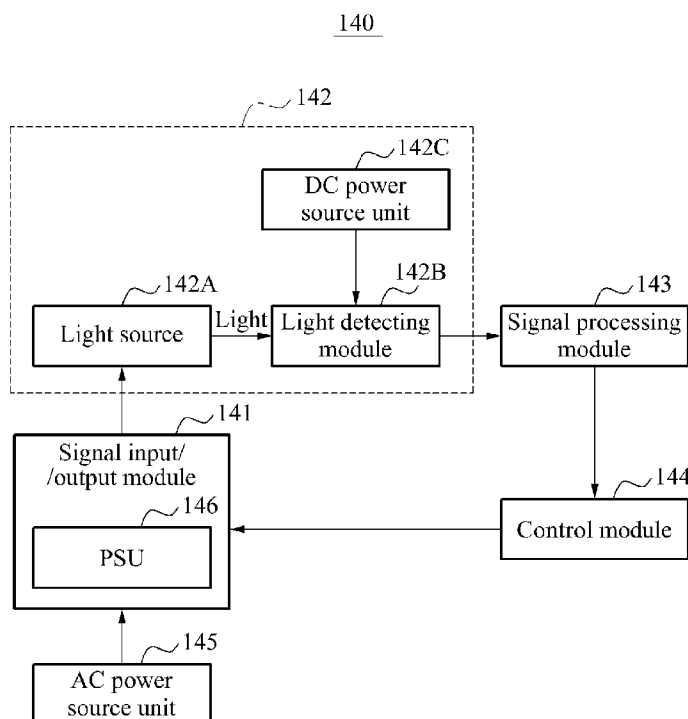 140
142
142C
DC power
source unit
142A
142B
143
Light source
Light
Light detecting
module
Signal processing
module
141
Signal input/
/output module
146
PSU
144
Control module
145
AC power
source unit